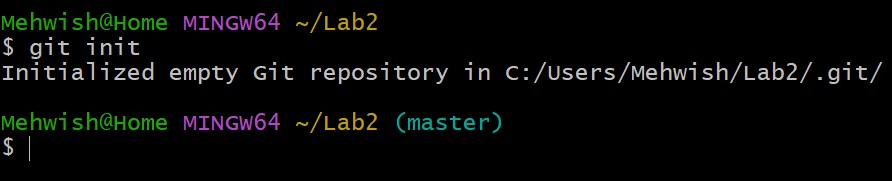 Mehwish@Home MINGW64 ~/Lab2
$ git init
Initialized empty Git repository in C:/Users/Mehwish/Lab2/.git/
Mehwish@Home MINGW64 ~/Lab2 (master)
$